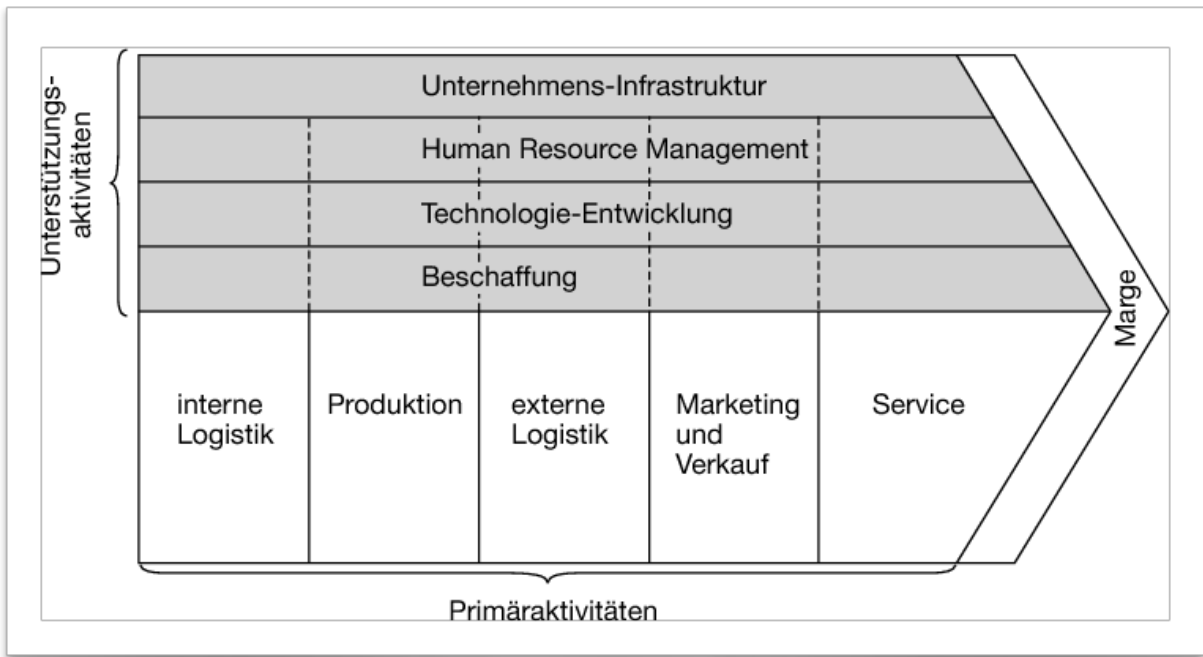 Unterstützungs-
aktivitäten
Unternehmens-Infrastruktur
Human Resource Management
Technologie-Entwicklung
Beschaffung
interne
Logistik
Produktion
externe
Logistik
Marketing
und
Verkauf
Service
Marge
Primäraktivitäten